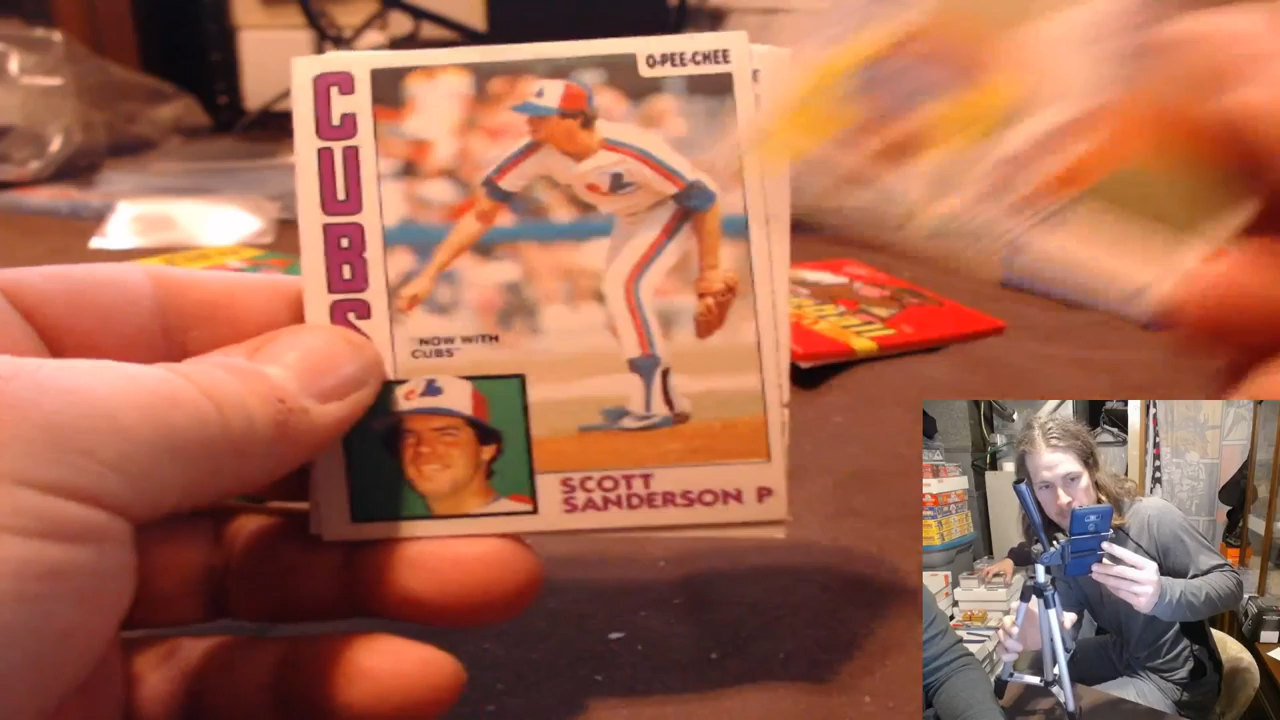 O-PEE-CHEE
CUBS
"NOW WITH
CUBS"
SCOTT
SANDERSON P